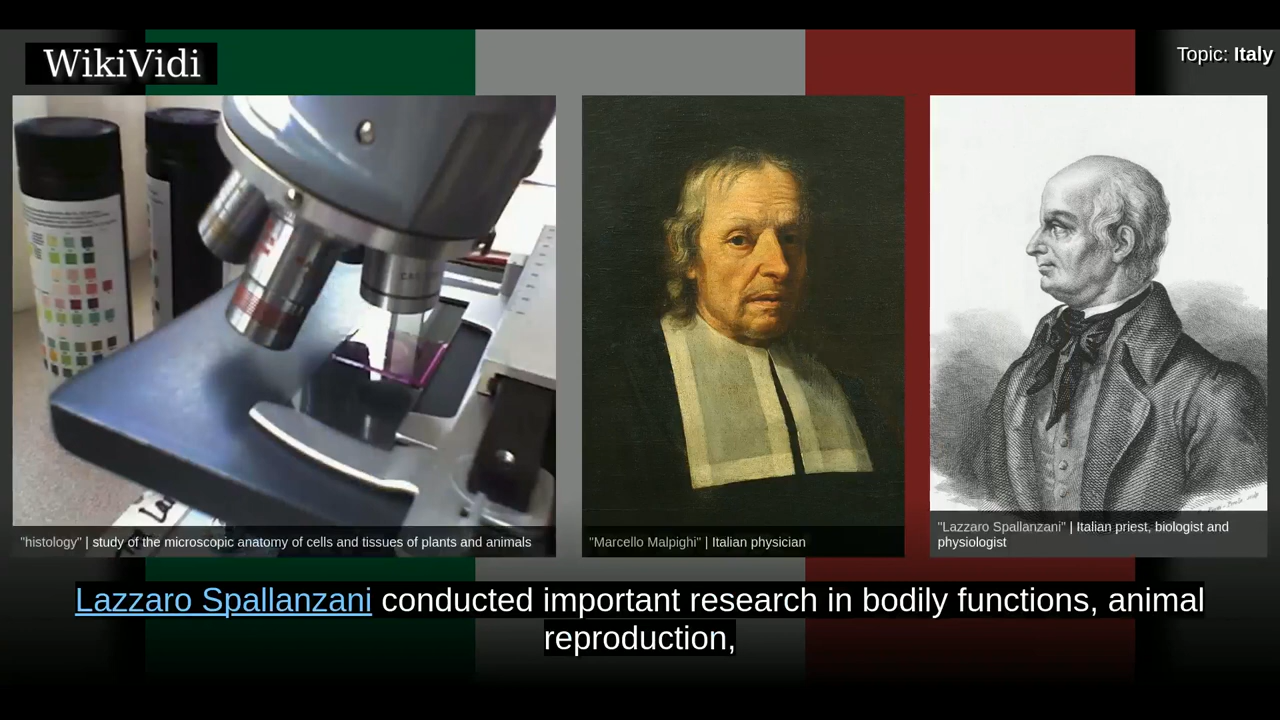 WikiVidi
Topic: Italy
"histology" | study of the microscopic anatomy of cells and tissues of plants and animals
"Marcello Malpighi" | Italian physician
"Lazzaro Spallanzani" | Italian priest, biologist and
physiologist
Lazzaro Spallanzani conducted important research in bodily functions, animal
reproduction,